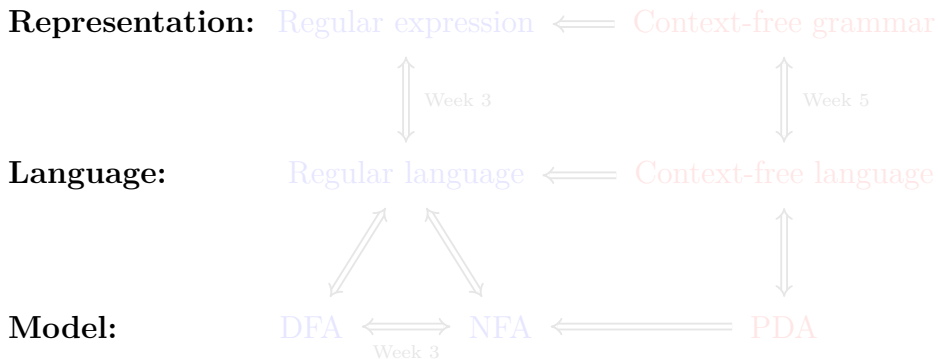 Representation: Regular expression Context-free grammar
Week 3 Week 5
Language: Regular language Context-free language
Model: DFA NFA PDA
Week 3